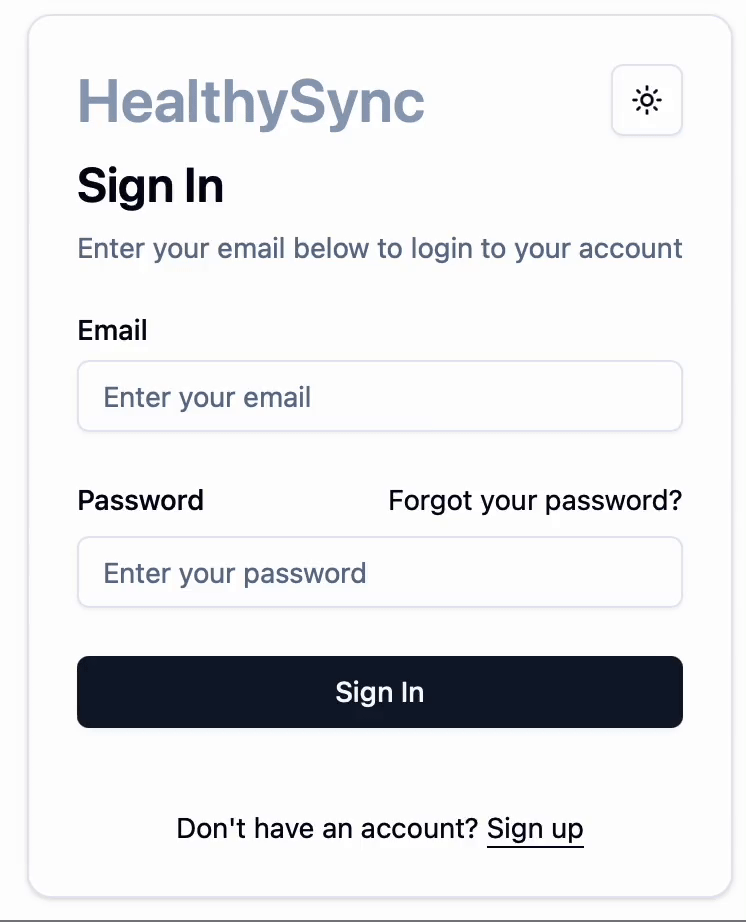 HealthySync
Sign In
Enter your email below to login to your account
Email
Enter your email
Password Forgot your password?
Enter your password
Sign In
Don't have an account? Sign up